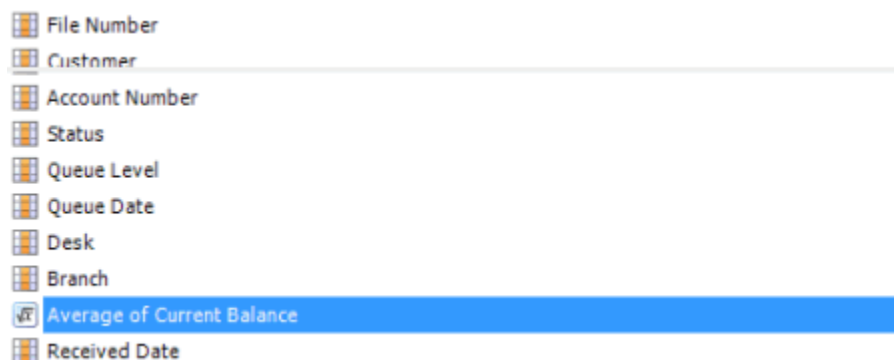 File Number
Customer
Account Number
Status
Queue Level
Queue Date
Desk
Branch
Average of Current Balance
Received Date